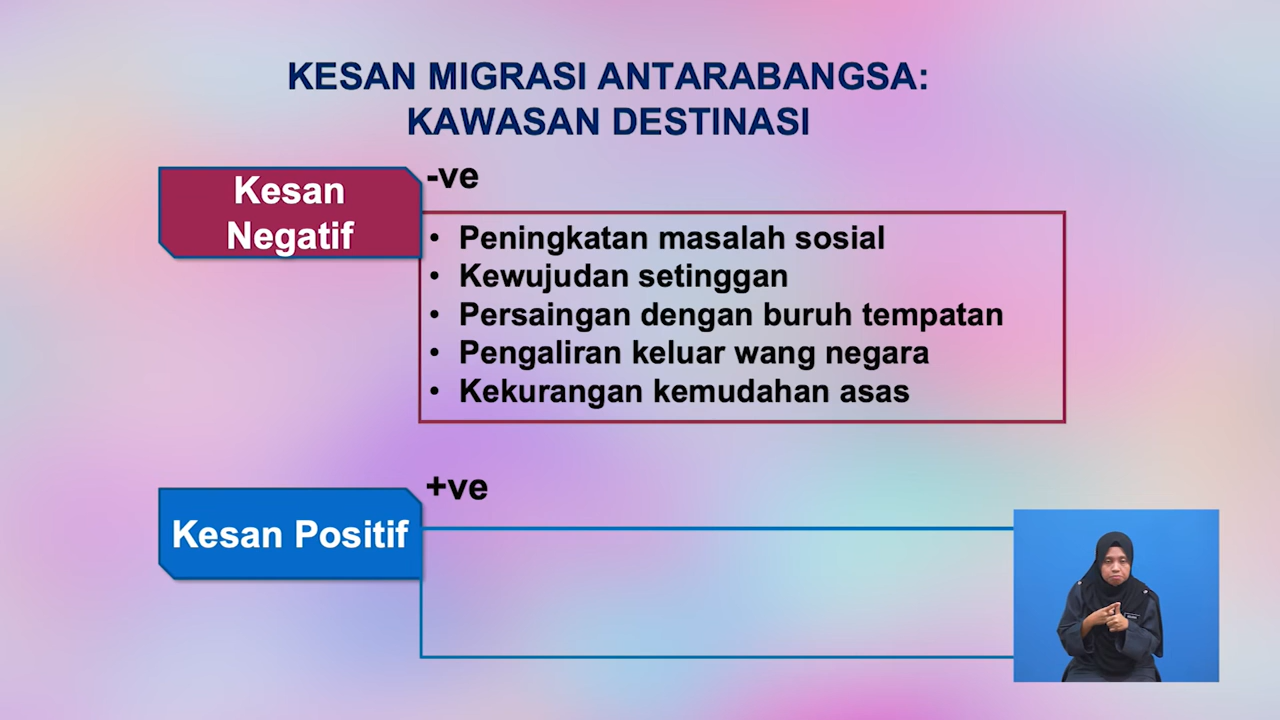 KESAN MIGRASI ANTARABANGSA:
KAWASAN DESTINASI
Kesan
Negatif
-ve
• Peningkatan masalah sosial
• Kewujudan setinggan
• Persaingan dengan buruh tempatan
• Pengaliran keluar wang negara
• Kekurangan kemudahan asas
+ve
Kesan Positif